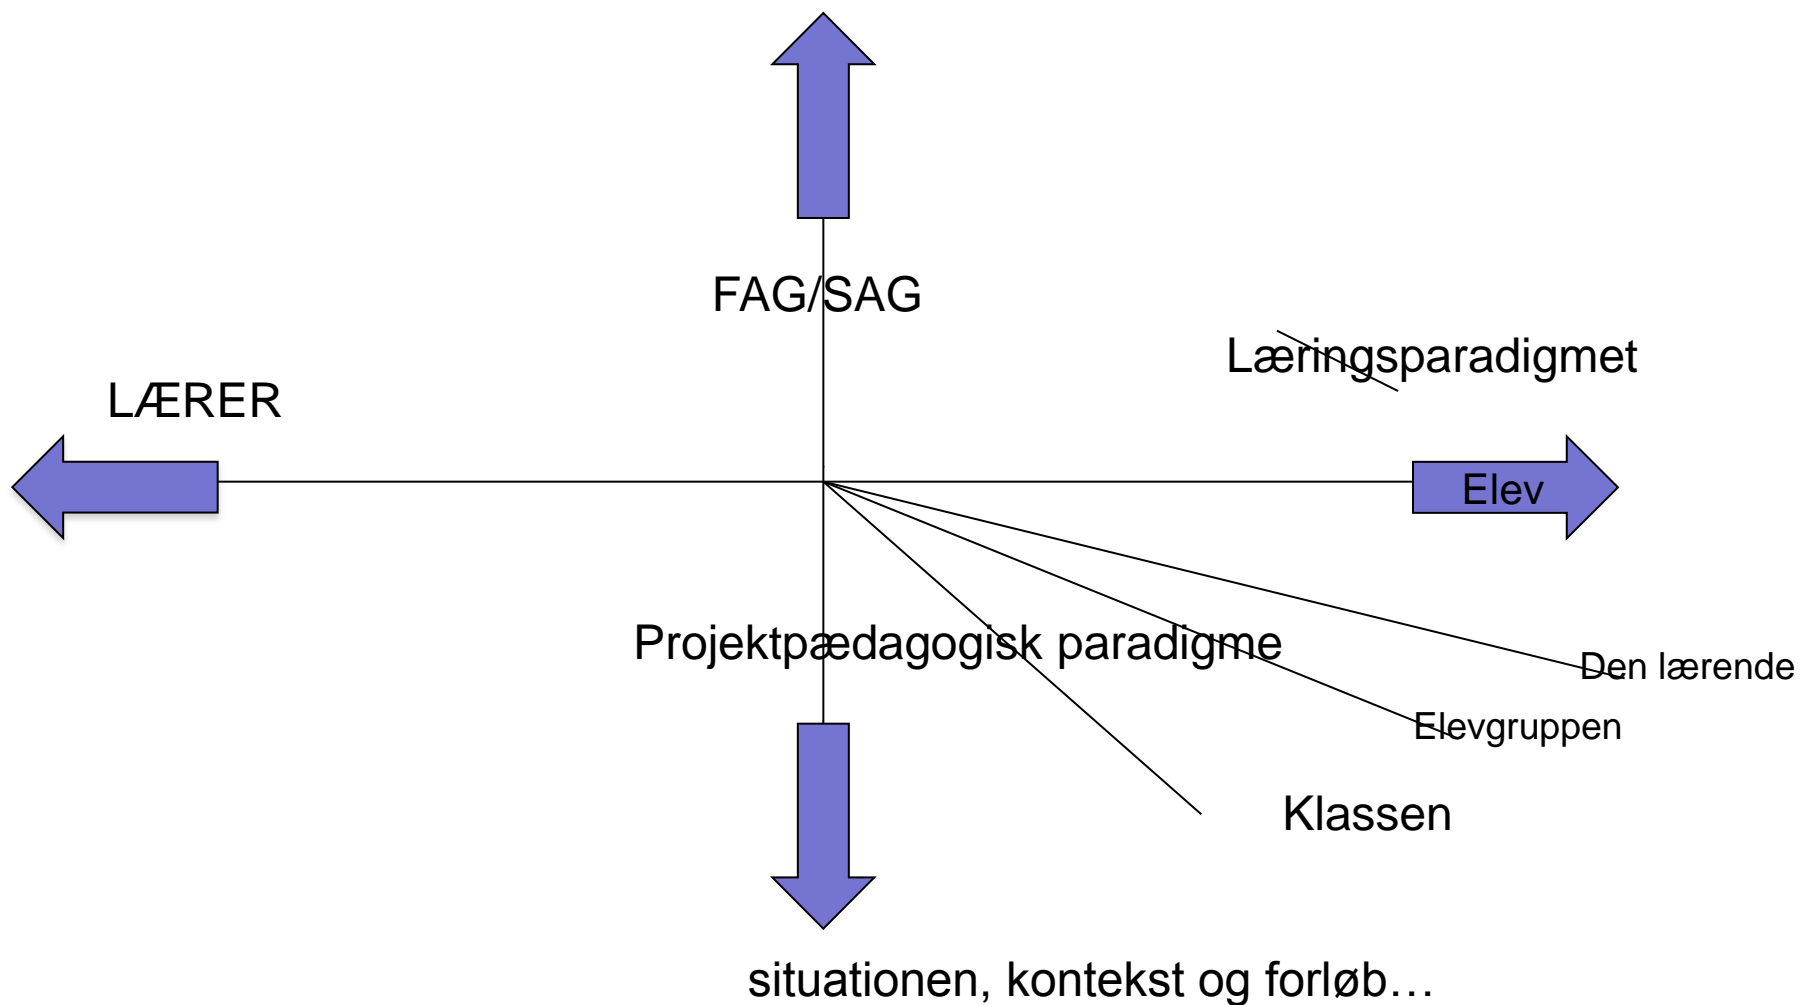 FAG/SAG
Læringsparadigmet
LÆRER
Elev
Projektpædagogisk paradigme
Den lærende
Elevgruppen
Klassen
situationen, kontekst og forløb…